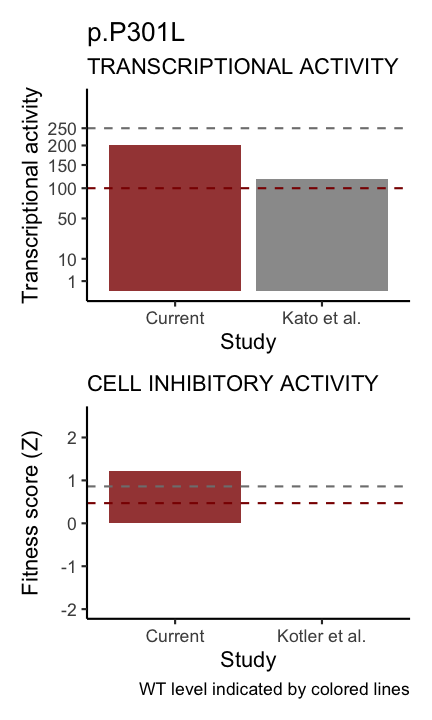 p.P301L
TRANSCRIPTIONAL ACTIVITY
Transcriptional activity
250
200
150
100
50
10
1
Current
Kato et al.
Study
CELL INHIBITORY ACTIVITY
Fitness score (Z)
2
1
0
-1
-2
Current
Kotler et al.
Study
WT level indicated by colored lines